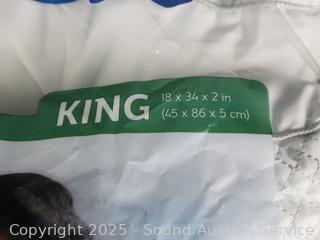 KING 18 x 34 x 2 in
(45 x 86 x 5 cm)
Copyright 2025 - Sound Auction Service